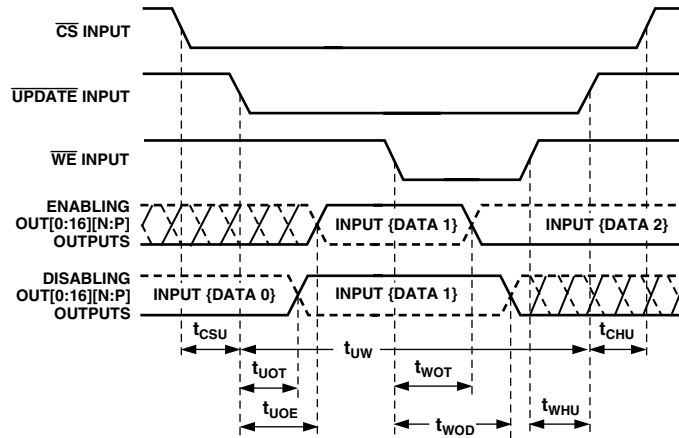 CS INPUT
UPDATE INPUT
WE INPUT
ENABLING
OUT[0:16][N:P]
OUTPUTS
INPUT {DATA 1}
INPUT {DATA 2}
DISABLING
OUT[0:16][N:P]
OUTPUTS
INPUT {DATA 0}
INPUT {DATA 1}
tCSU
tUW
tCHU
tUOT
tWOT
tUOE
tWOD
tWHU